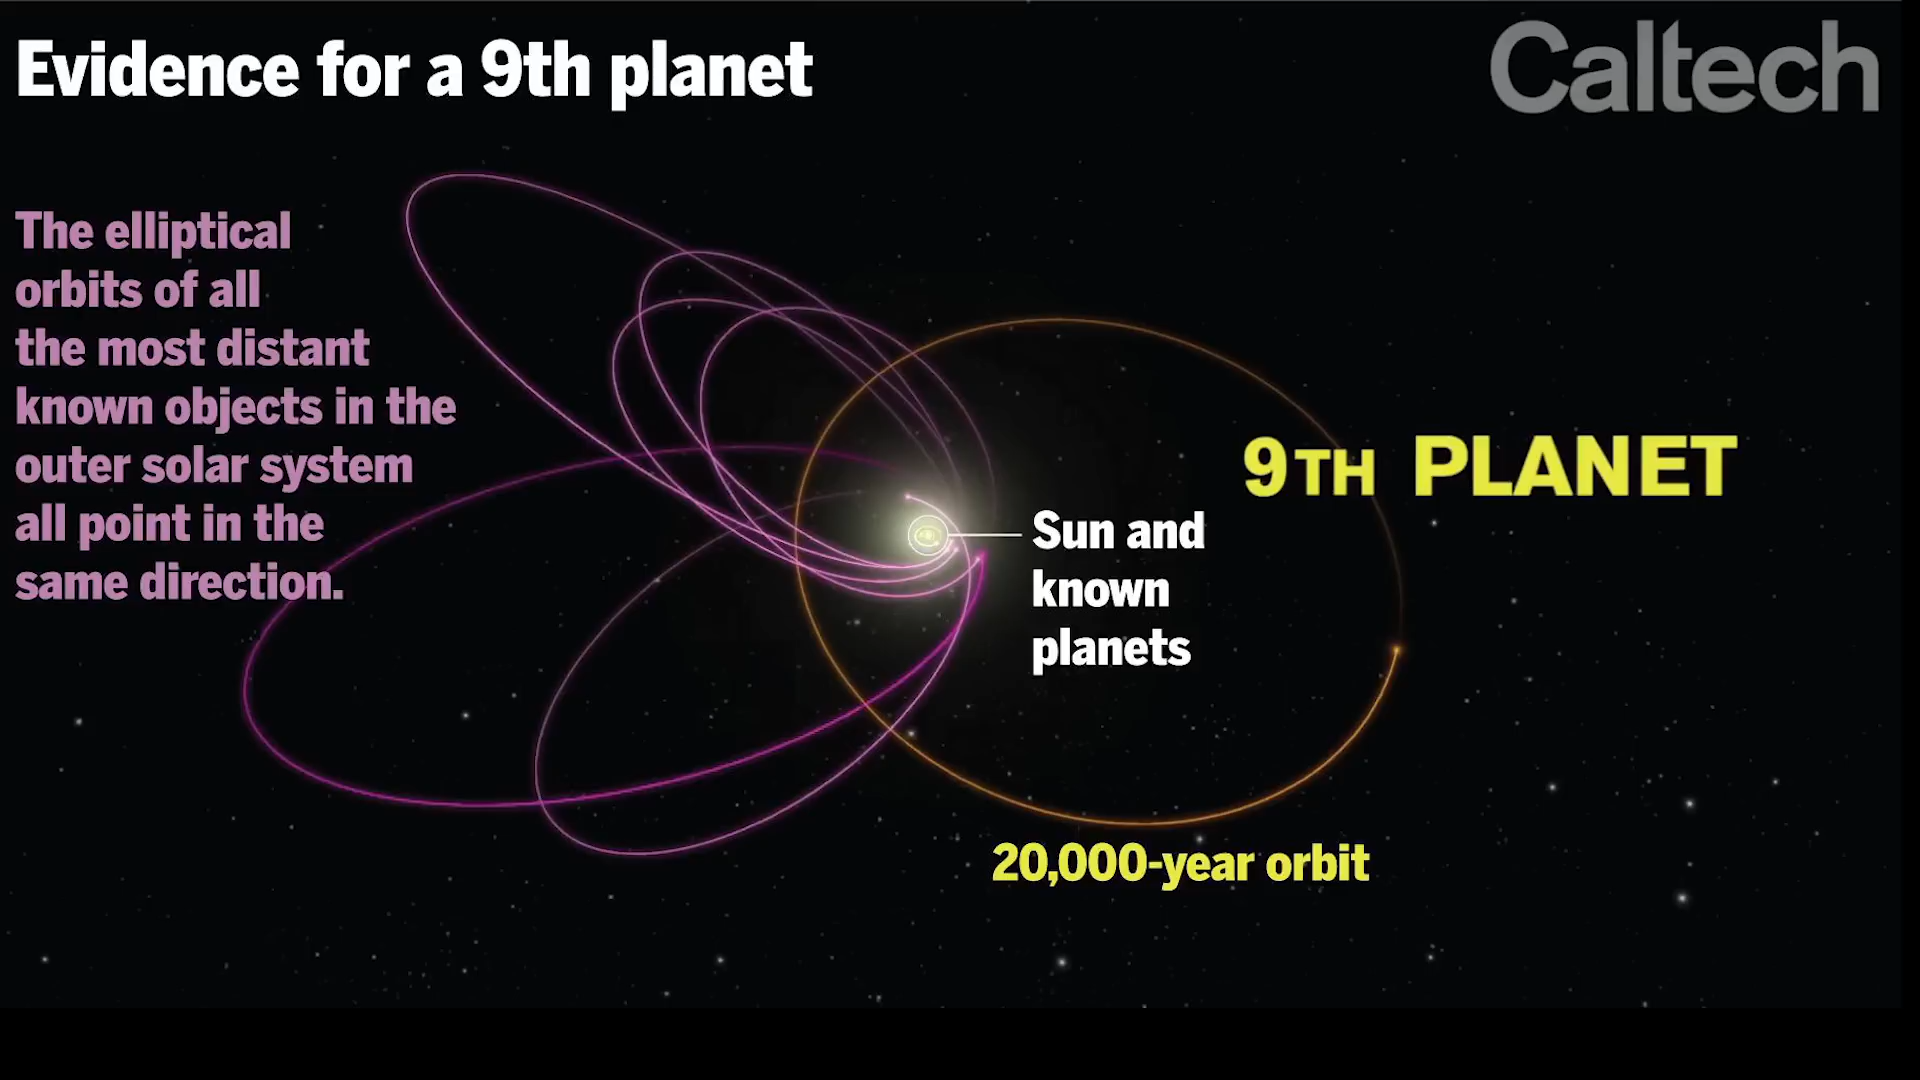 Evidence for a 9th planet
Caltech
The elliptical
orbits of all
the most distant
known objects in the
outer solar system
all point in the
same direction.
9TH PLANET
Sun and
known
planets
20,000-year orbit